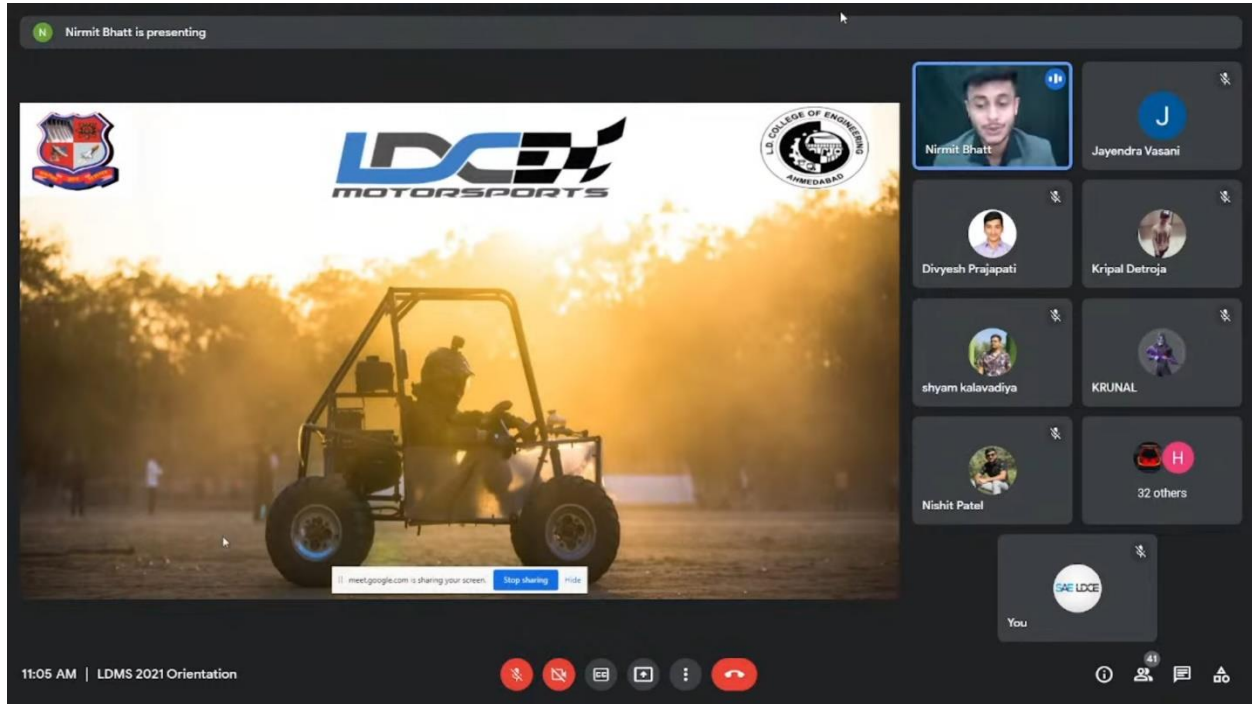 N
Nirmit Bhatt is presenting
LDCE
MOTORSPORTS
L.D. COLLEGE OF ENGINEERING
AHMEDABAD
Nirmit Bhatt
J
Jayendra Vasani
Divyesh Prajapati
Kripal Detroja
shyam kalavadiya
KRUNAL
Nishit Patel
H
32 others
meet.google.com is sharing your screen.
Stop sharing
Hide
SAE LDCE
You
11:05 AM | LDMS 2021 Orientation
CC
41